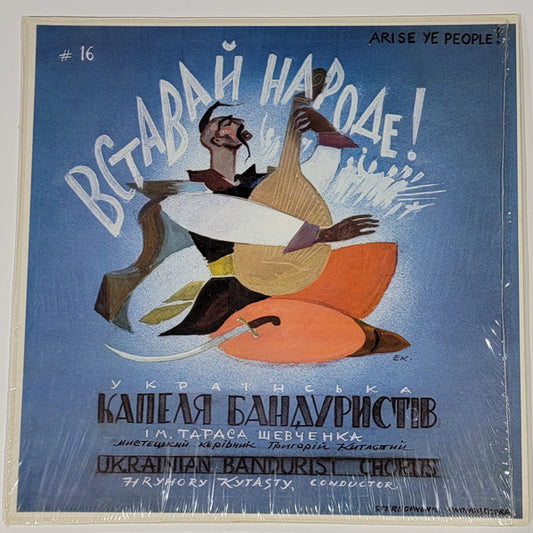 ARISE YE PEOPLE!
# 16
ВСТАВАЙ НАРОДЕ!
ЕК.
УКРАЇНСЬКА
КАПЕЛЯ БАНДУРИСТІВ
ІМ. ТАРАСА ШЕВЧЕНКА
МИСТЕЦЬКИЙ КЕРІВНИК ГРИГОРІЙ КИТАСТИЙ
UKRAINIAN BANDURIST CHORUS
HRYHORY KYTASTY, CONDUCTOR